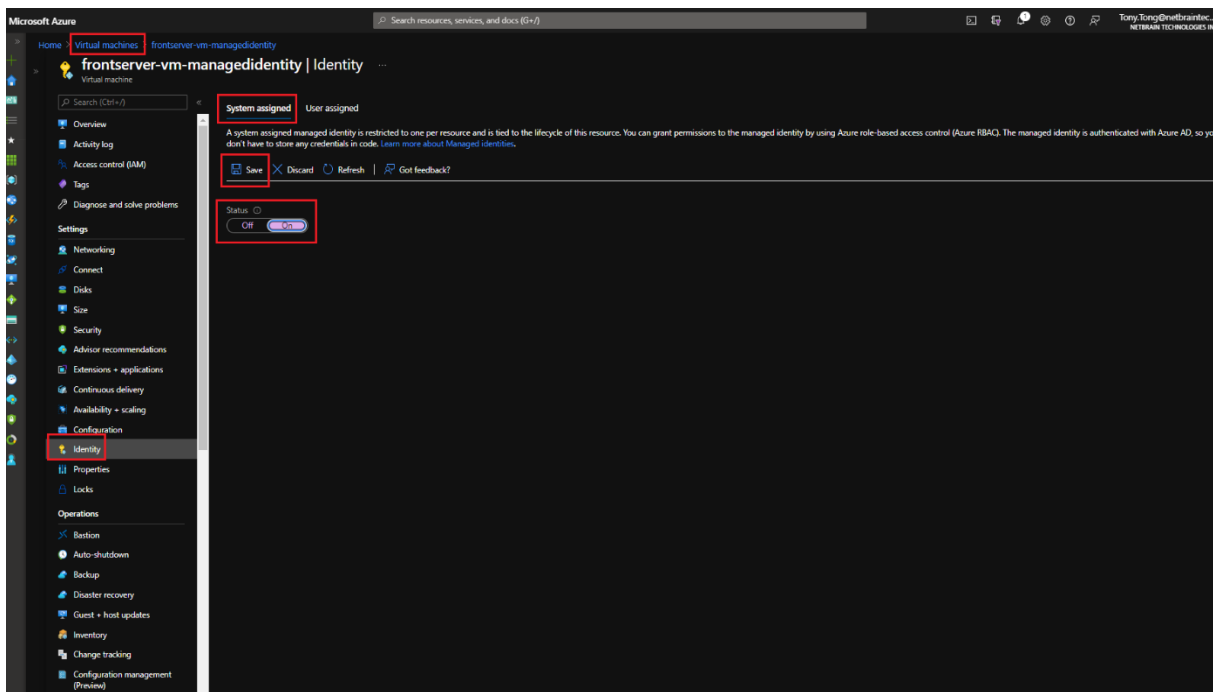 Microsoft Azure
Search resources, services, and docs (G+/)
1
Tony.Tong@netbraintec...
NETBRAIN TECHNOLOGIES IN
Home > Virtual machines > frontserver-vm-managedidentity
frontserver-vm-managedidentity | Identity ...
Virtual machine
Search (Ctrl+/)
Overview
Activity log
Access control (IAM)
Tags
Diagnose and solve problems
Settings
Networking
Connect
Disks
Size
Security
Advisor recommendations
Extensions + applications
Continuous delivery
Availability + scaling
Configuration
Identity
Properties
Locks
Operations
Bastion
Auto-shutdown
Backup
Disaster recovery
Guest + host updates
Inventory
Change tracking
Configuration management
(Preview)
System assigned User assigned
A system assigned managed identity is restricted to one per resource and is tied to the lifecycle of this resource. You can grant permissions to the managed identity by using Azure role-based access control (Azure RBAC). The managed identity is authenticated with Azure AD, so yo
don't have to store any credentials in code. Learn more about Managed identities.
Save Discard Refresh | Got feedback?
Status
Off On